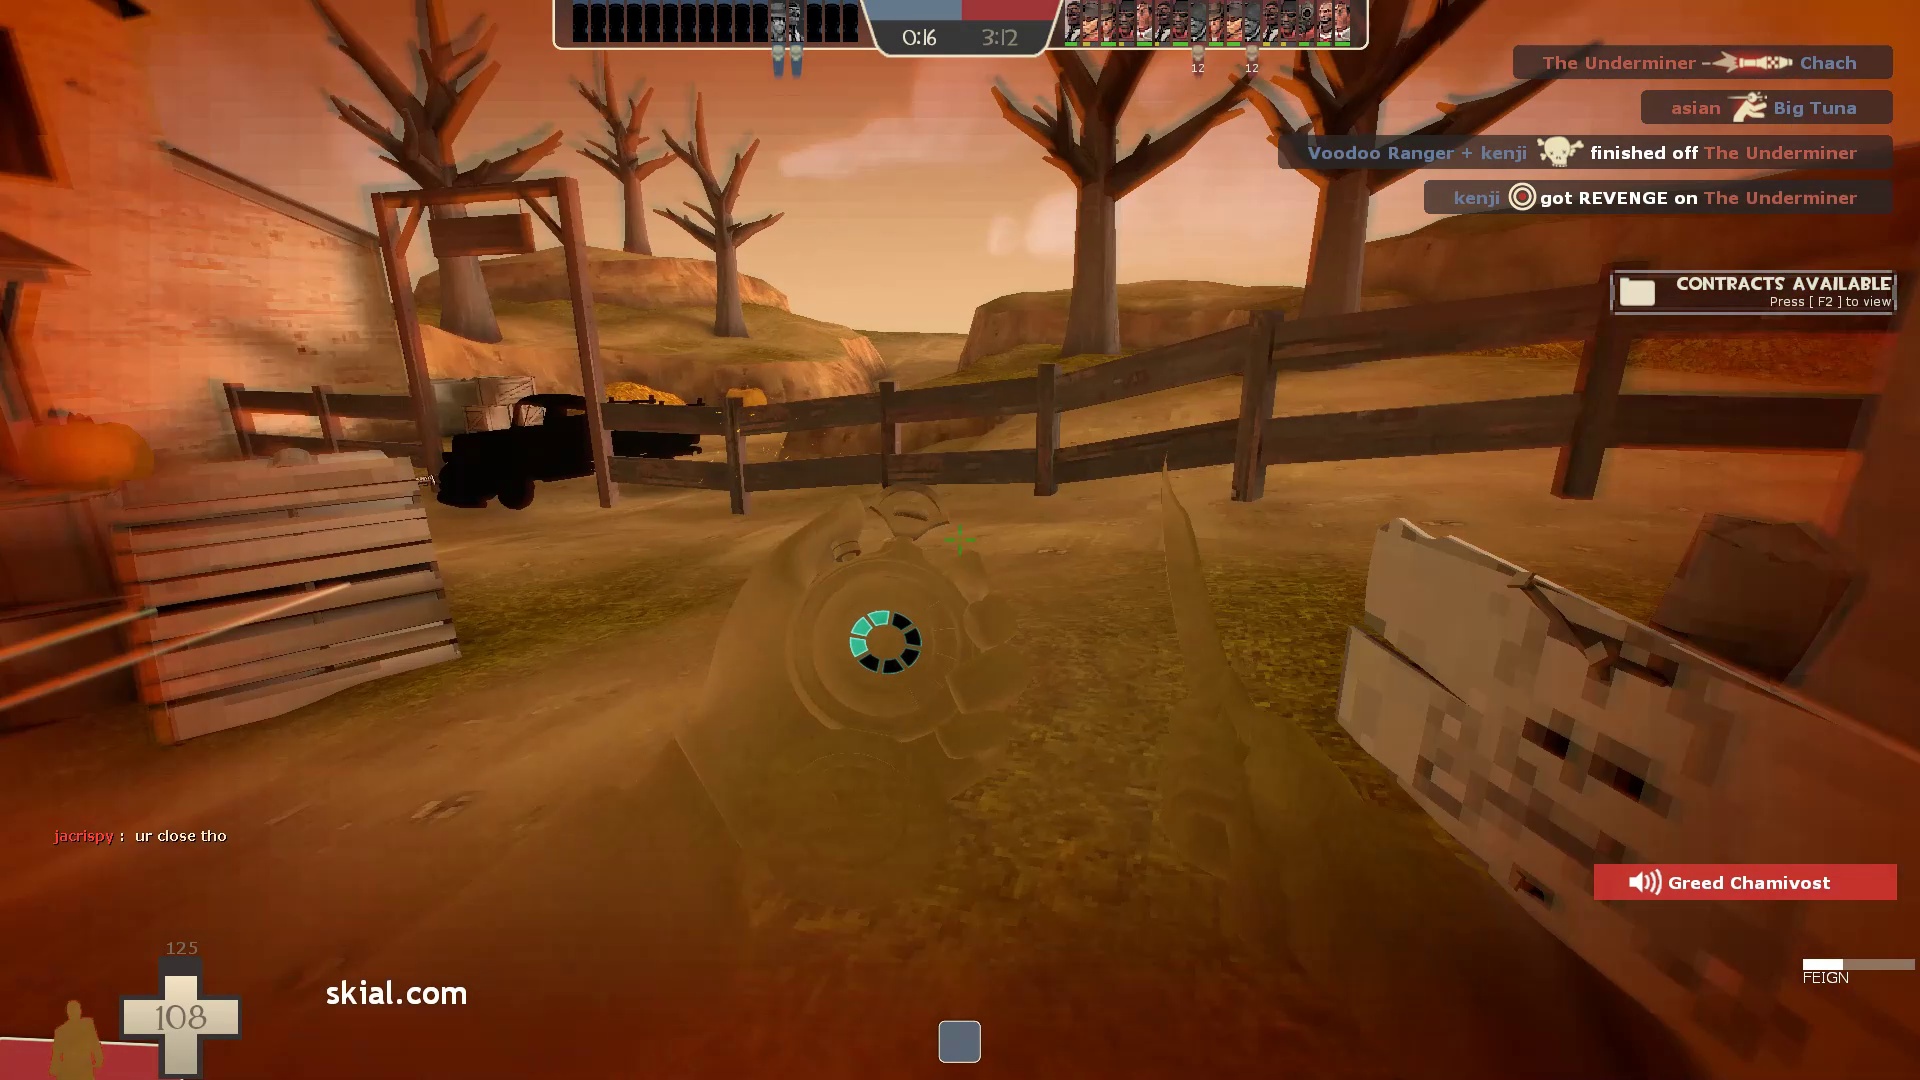 0:16 3:12
12 12
The Underminer Chach
asian Big Tuna
Voodoo Ranger + kenji finished off The Underminer
kenji got REVENGE on The Underminer
CONTRACTS AVAILABLE
Press [ F2 ] to view
jacrispy : ur close tho
Greed Chamivost
125
108
skial.com
FEIGN